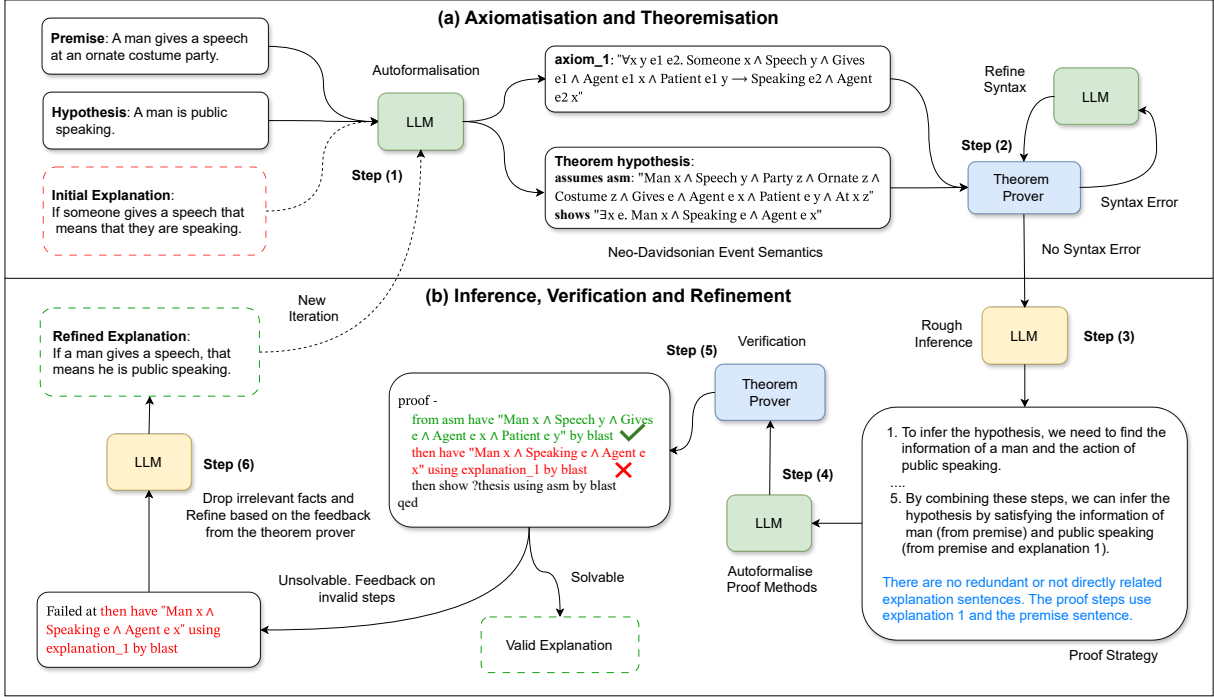 (a) Axiomatisation and Theoremisation
Premise: A man gives a speech
at an ornate costume party.
Hypothesis: A man is public
speaking.
Initial Explanation:
If someone gives a speech that
means that they are speaking.
Autoformalisation
LLM
Step (1)
axiom_1: "∀x y e1 e2. Someone x ∧ Speech y ∧ Gives
e1 ∧ Agent e1 x ∧ Patient e1 y ⟶ Speaking e2 ∧ Agent
e2 x"
Theorem hypothesis:
assumes asm: "Man x ∧ Speech y ∧ Party z ∧ Ornate z ∧
Costume z ∧ Gives e ∧ Agent e x ∧ Patient e y ∧ At x z"
shows "∃x e. Man x ∧ Speaking e ∧ Agent e x"
Neo-Davidsonian Event Semantics
Refine
Syntax
LLM
Step (2)
Theorem
Prover
Syntax Error
No Syntax Error
(b) Inference, Verification and Refinement
New
Iteration
Rough
Inference
LLM
Step (3)
1. To infer the hypothesis, we need to find the
information of a man and the action of
public speaking.
....
5. By combining these steps, we can infer the
hypothesis by satisfying the information of
man (from premise) and public speaking
(from premise and explanation 1).
There are no redundant or not directly related
explanation sentences. The proof steps use
explanation 1 and the premise sentence.
Proof Strategy
Step (4)
LLM
Autoformalise
Proof Methods
Verification
Step (5)
Theorem
Prover
proof -
from asm have "Man x ∧ Speech y ∧ Gives
e ∧ Agent e x ∧ Patient e y" by blast
then have "Man x ∧ Speaking e ∧ Agent e
x" using explanation_1 by blast
then show ?thesis using asm by blast
qed
Solvable
Valid Explanation
Unsolvable. Feedback on
invalid steps
Failed at then have "Man x ∧
Speaking e ∧ Agent e x" using
explanation_1 by blast
LLM
Step (6)
Drop irrelevant facts and
Refine based on the feedback
from the theorem prover
Refined Explanation:
If a man gives a speech, that
means he is public speaking.